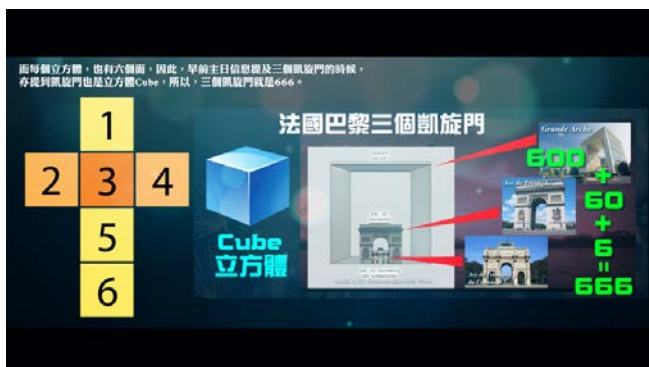 而每個立方體，也有六個面，因此，早前主日信息提及三個凱旋門的時候，
亦提到凱旋門也是立方體Cube，所以，三個凱旋門就是666。
法國巴黎三個凱旋門
1
2 3 4
5
6
Cube
立方體
Grande Arche
Arc de Triomphe
600
+
60
+
6
=
666